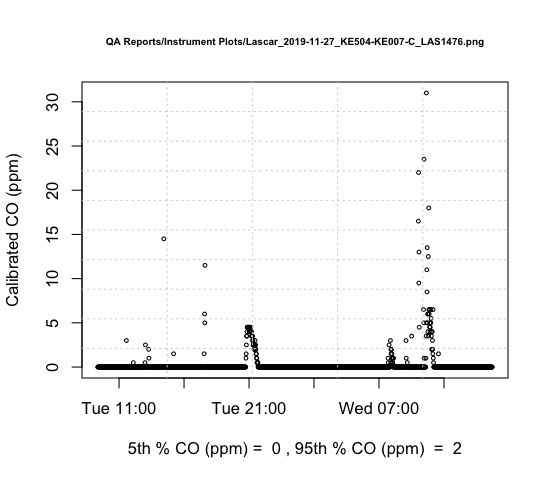 QA Reports/Instrument Plots/Lascar_2019-11-27_KE504-KE007-C_LAS1476.png
30
25
20
15
10
5
0
Calibrated CO (ppm)
Tue 11:00 Tue 21:00 Wed 07:00
5th % CO (ppm) = 0 , 95th % CO (ppm) = 2